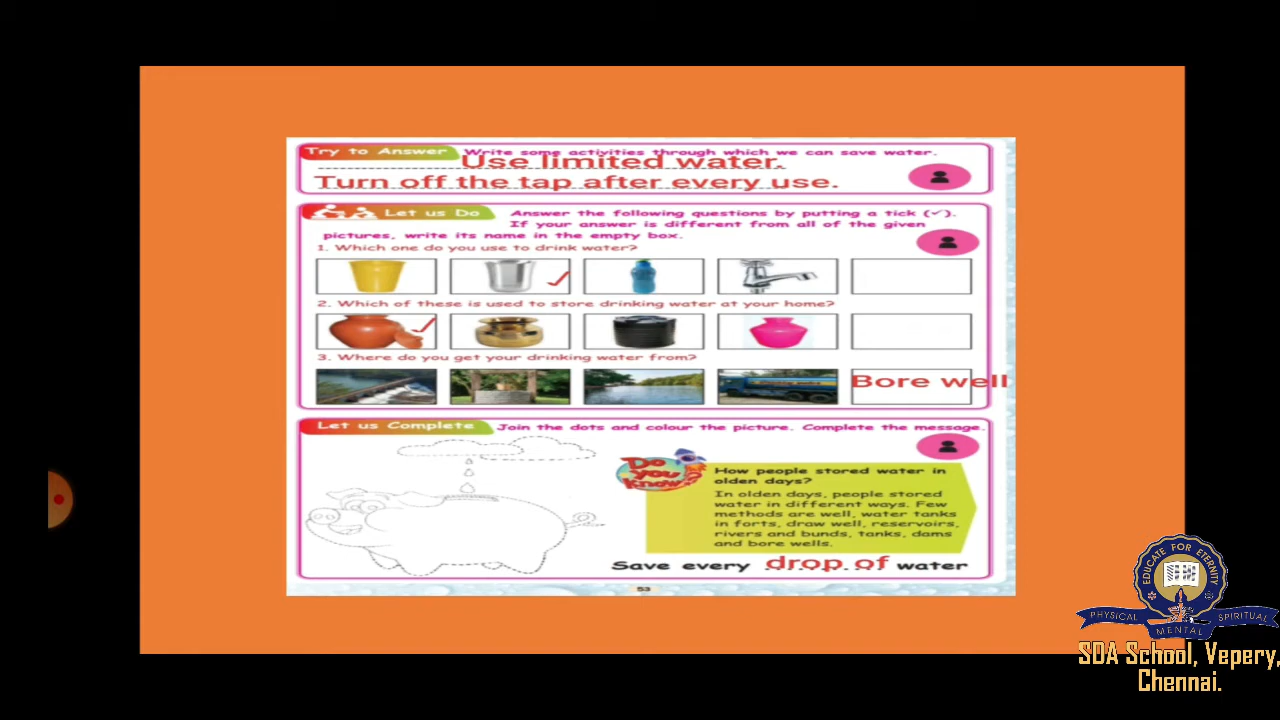 Try to Answer Write some activities through which we can save water.
Use limited water.
Turn off the tap after every use.
Let us Do Answer the following questions by putting a tick (✓).
If your answer is different from all of the given
pictures, write its name in the empty box.
1. Which one do you use to drink water?
2. Which of these is used to store drinking water at your home?
3. Where do you get your drinking water from?
Bore well
Let us Complete Join the dots and colour the picture. Complete the message.
Do you know?
How people stored water in
olden days?
In olden days, people stored
water in different ways. Few
methods are well, water tanks
in forts, draw well, reservoirs,
rivers and bunds, tanks, dams
and bore wells.
Save every drop of water
53
EDUCATE FOR ETERNITY
PHYSICAL MENTAL SPIRITUAL
SDA School, Vepery,
Chennai.